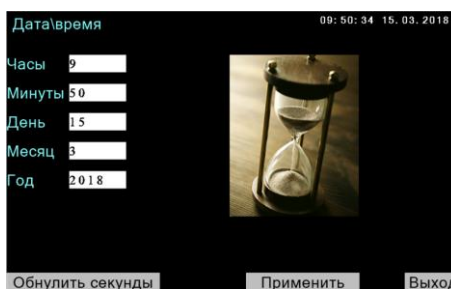 Дата\время 09:50:34 15.03.2018
Часы 9
Минуты 50
День 15
Месяц 3
Год 2018
Обнулить секунды Применить Выход